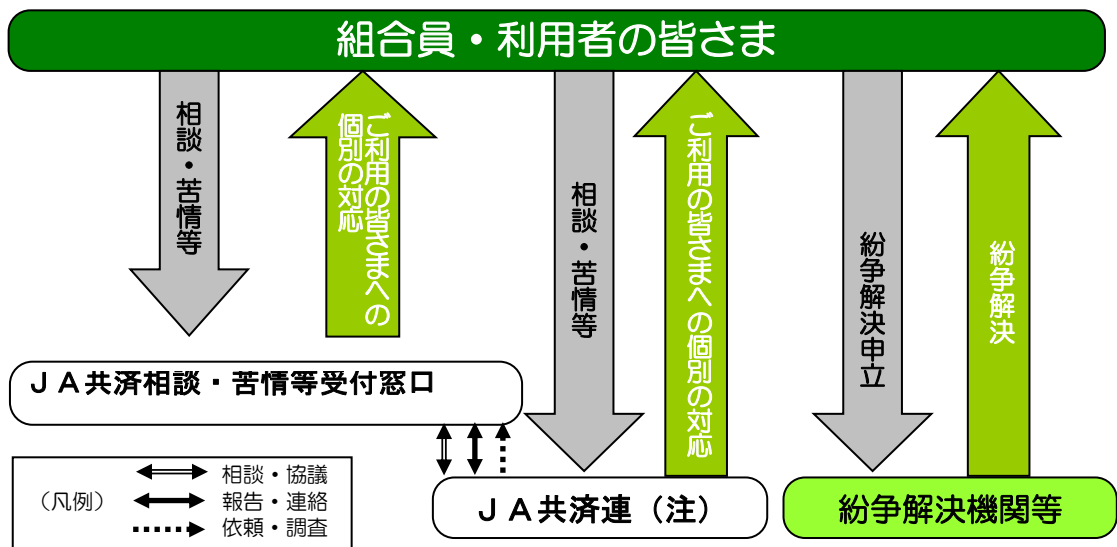 組合員・利用者の皆さま
相談・苦情等
ご利用の皆さまへの
個別の対応
相談・苦情等
ご利用の皆さまへの個別の対応
紛争解決申立
紛争解決
ＪＡ共済相談・苦情等受付窓口
ＪＡ共済連（注）
紛争解決機関等
（凡例）
相談・協議
報告・連絡
依頼・調査